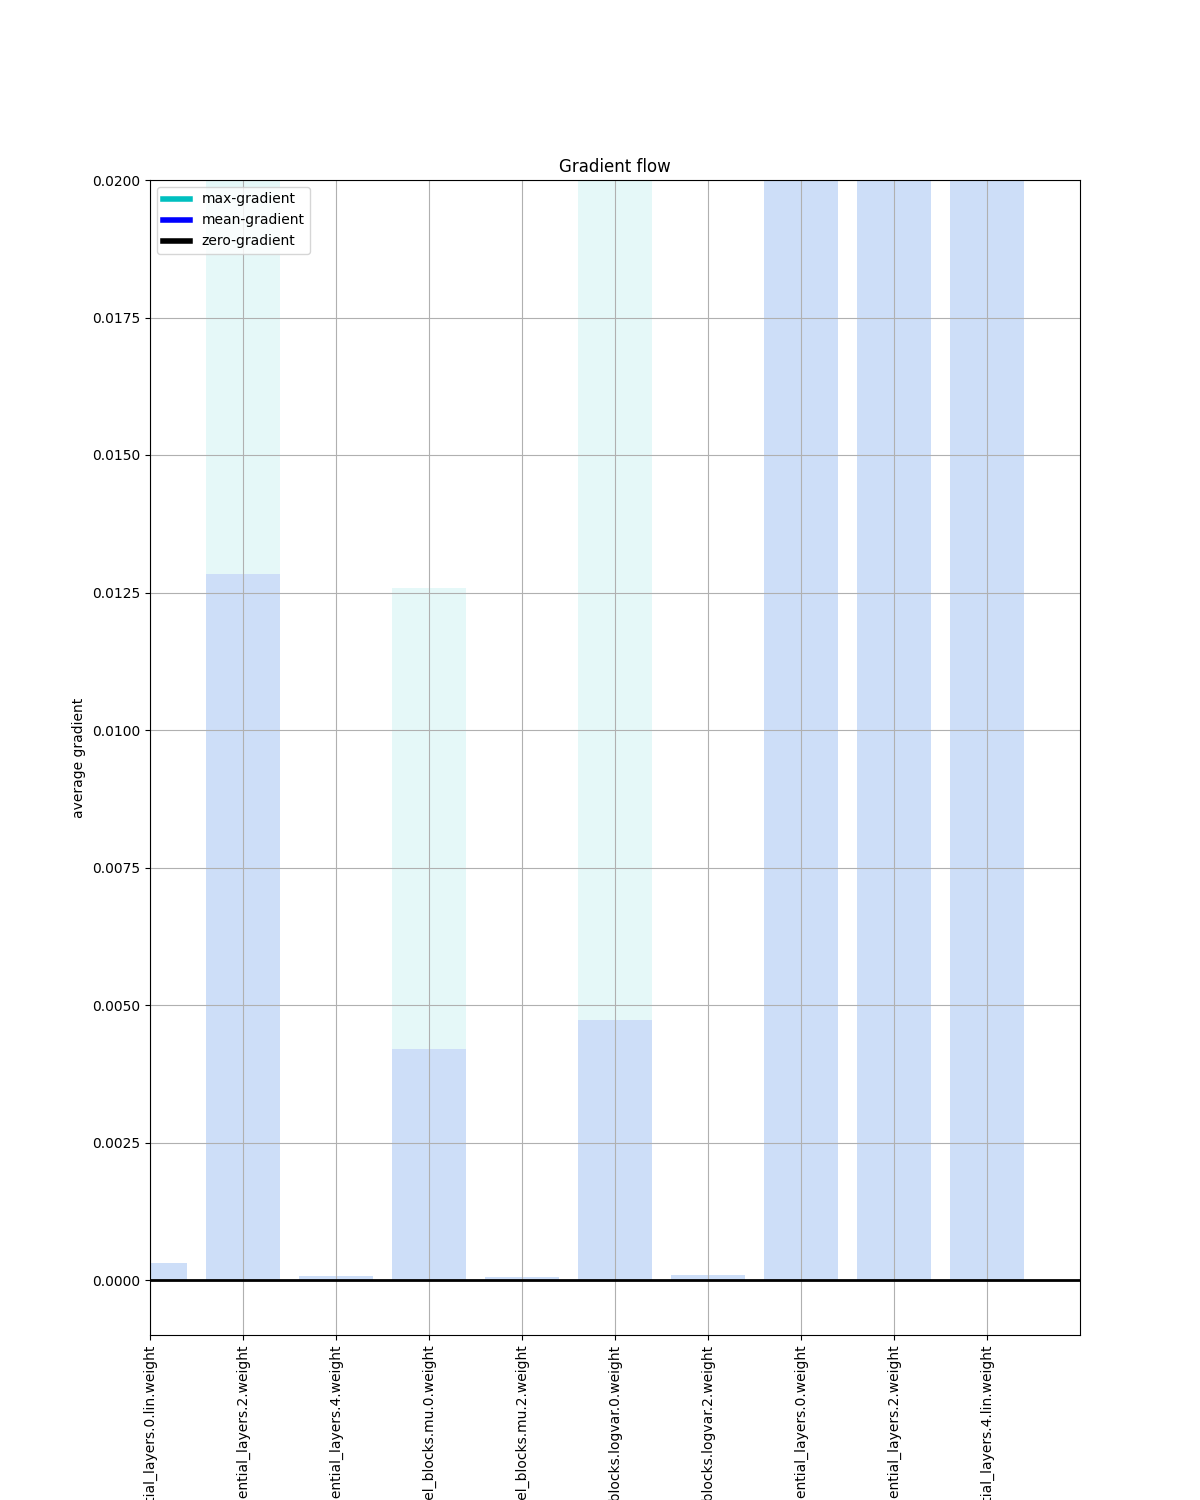 Gradient flow
max-gradient
mean-gradient
zero-gradient
0.0200
0.0175
0.0150
0.0125
0.0100
0.0075
0.0050
0.0025
0.0000
average gradient
tial_layers.0.lin.weight
ential_layers.2.weight
ential_layers.4.weight
el_blocks.mu.0.weight
el_blocks.mu.2.weight
blocks.logvar.0.weight
blocks.logvar.2.weight
ential_layers.0.weight
ential_layers.2.weight
tial_layers.4.lin.weight